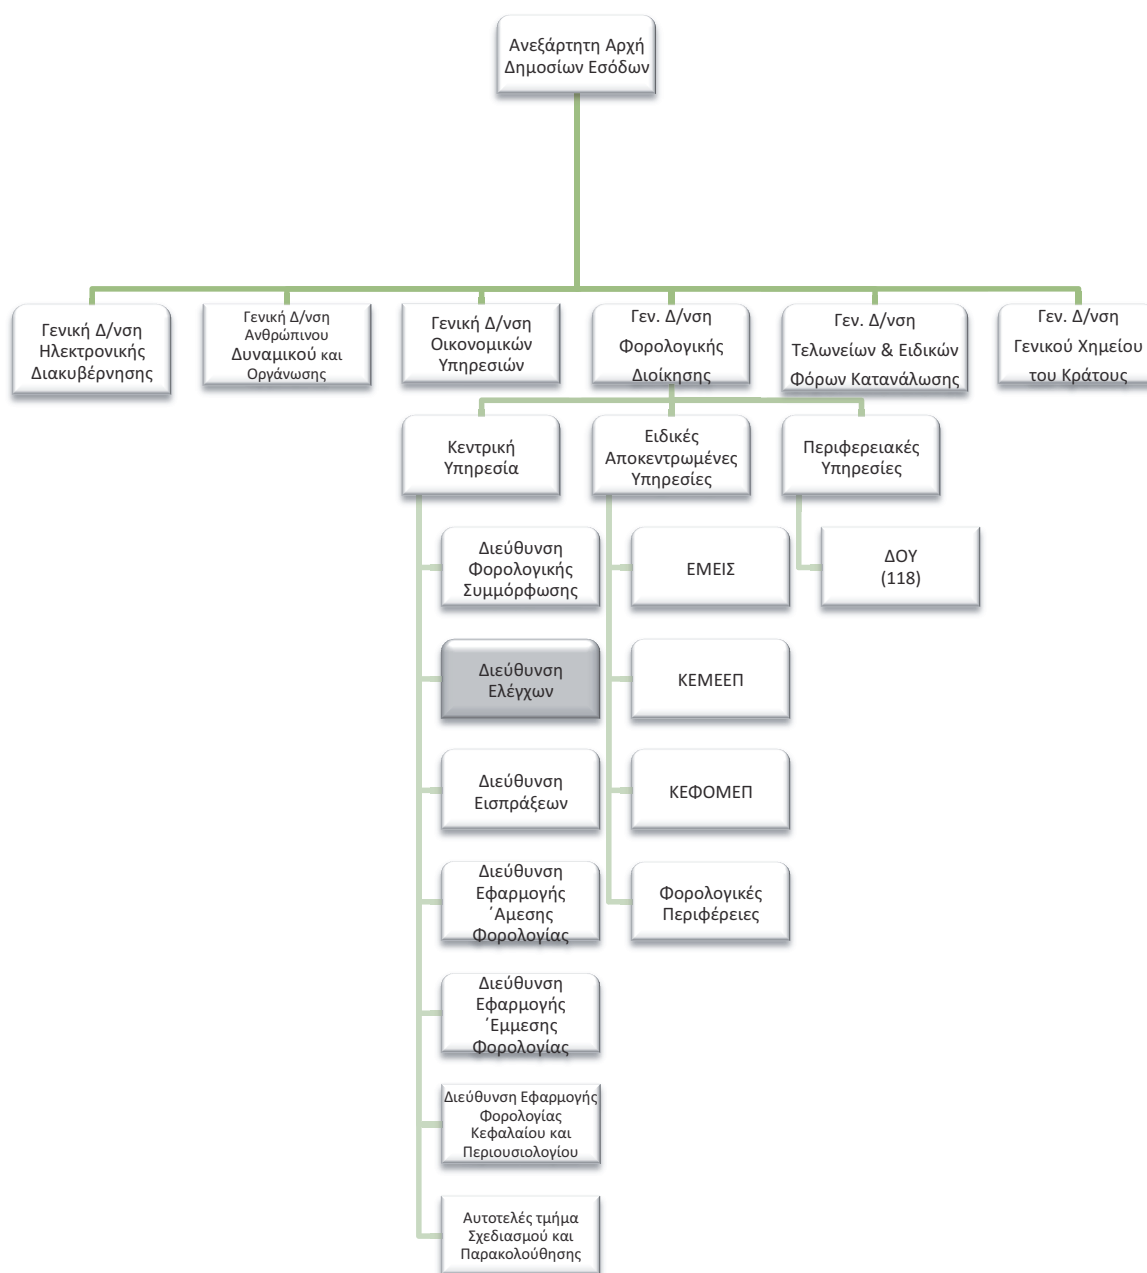 Ανεξάρτητη Αρχή
Δημοσίων Εσόδων
Γενική Δ/νση
Ηλεκτρονικής
Διακυβέρνησης
Γενική Δ/νση
Ανθρώπινου
Δυναμικού και
Οργάνωσης
Γενική Δ/νση
Οικονομικών
Υπηρεσιών
Γεν. Δ/νση
Φορολογικής
Διοίκησης
Γεν. Δ/νση
Τελωνείων & Ειδικών
Φόρων Κατανάλωσης
Γεν. Δ/νση
Γενικού Χημείου
του Κράτους
Κεντρική
Υπηρεσία
Ειδικές
Αποκεντρωμένες
Υπηρεσίες
Περιφερειακές
Υπηρεσίες
Διεύθυνση
Φορολογικής
Συμμόρφωσης
Διεύθυνση
Ελέγχων
Διεύθυνση
Εισπράξεων
Διεύθυνση
Εφαρμογής
΄Αμεσης
Φορολογίας
Διεύθυνση
Εφαρμογής
΄Εμμεσης
Φορολογίας
Διεύθυνση Εφαρμογής
Φορολογίας
Κεφαλαίου και
Περιουσιολογίου
Αυτοτελές τμήμα
Σχεδιασμού και
Παρακολούθησης
ΕΜΕΙΣ
ΚΕΜΕΕΠ
ΚΕΦΟΜΕΠ
Φορολογικές
Περιφέρειες
ΔΟΥ
(118)